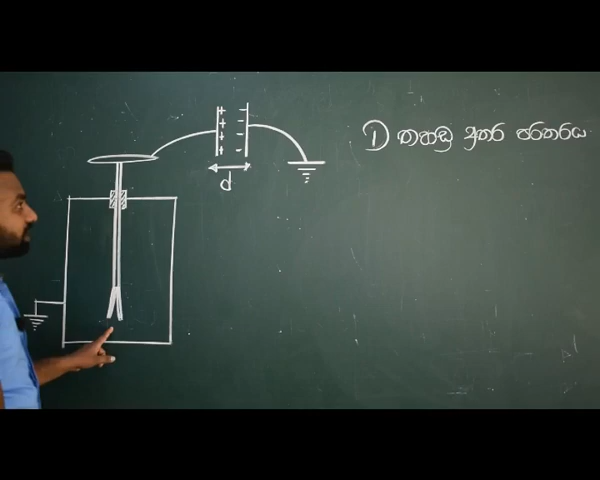 ① තහඩු අතර පරතරය
+ -
+ -
+ -
+ -
d